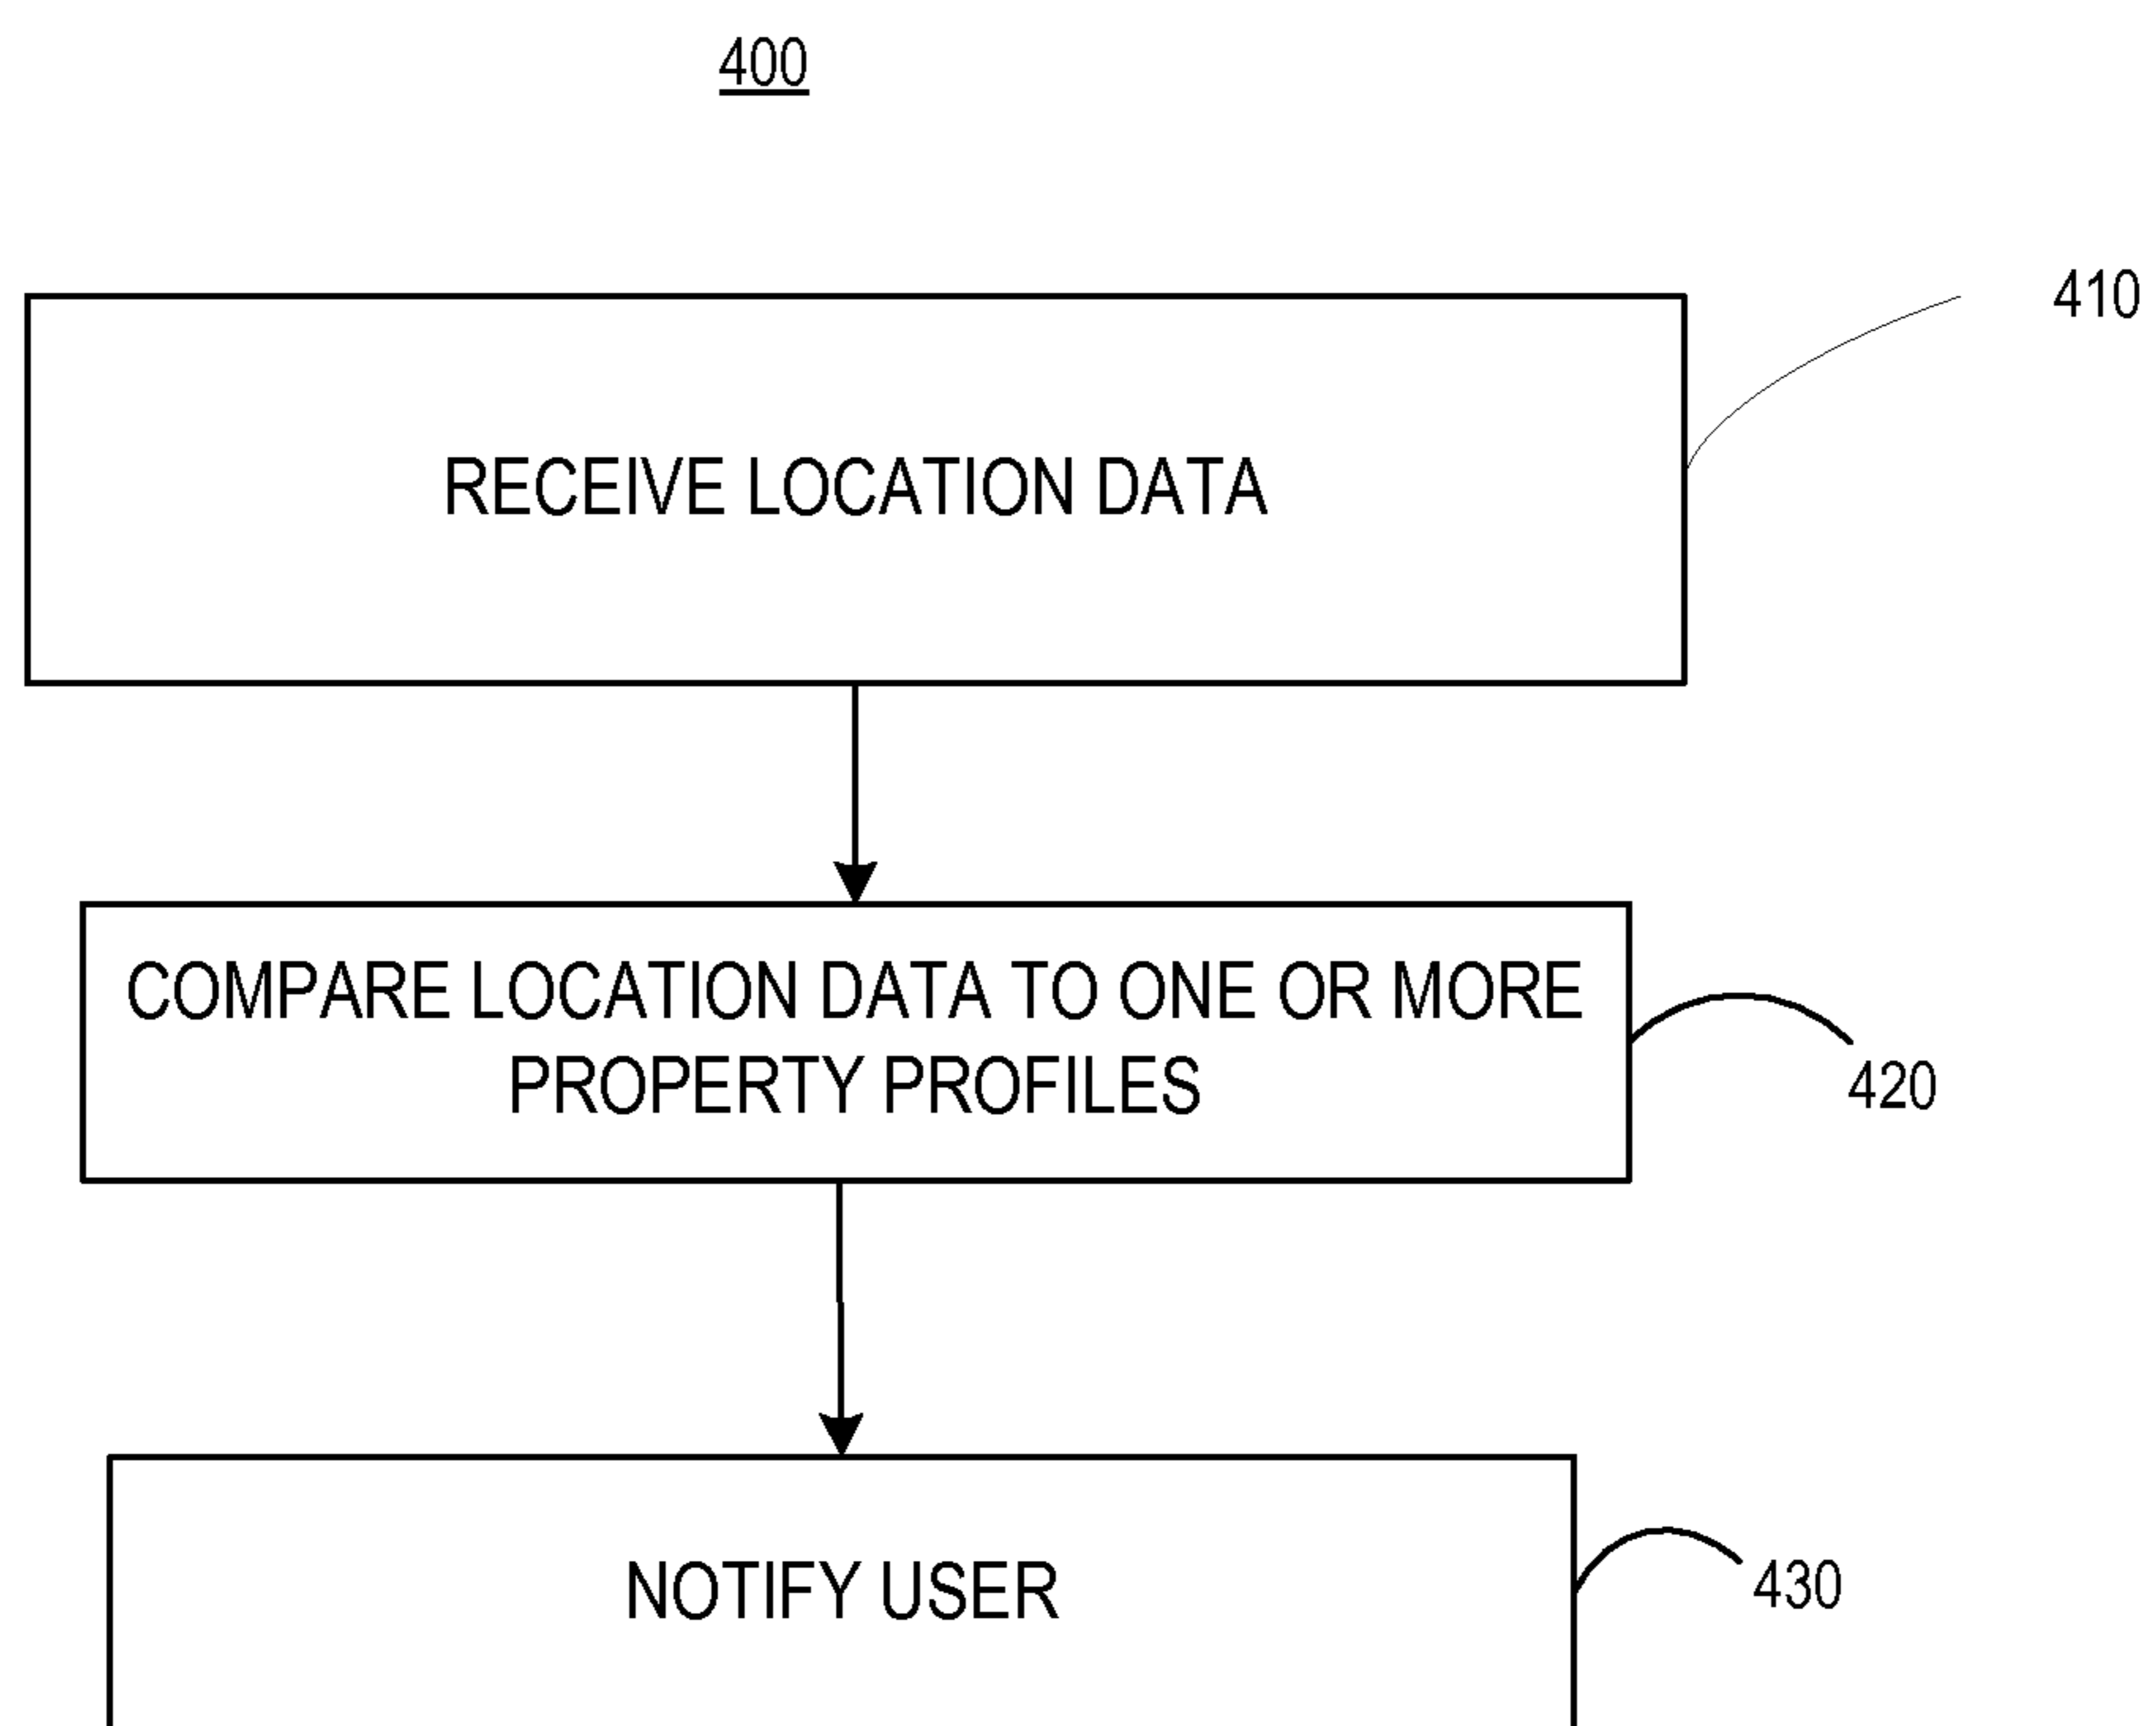 400
410
RECEIVE LOCATION DATA
COMPARE LOCATION DATA TO ONE OR MORE
PROPERTY PROFILES
420
NOTIFY USER
430